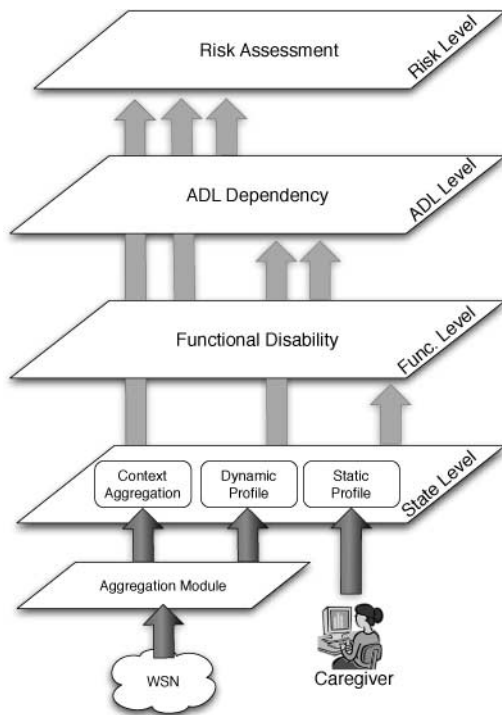 Risk Assessment
Risk Level
ADL Dependency
ADL Level
Functional Disability
Func. Level
Context
Aggregation
Dynamic
Profile
Static
Profile
State Level
Aggregation Module
WSN
Caregiver